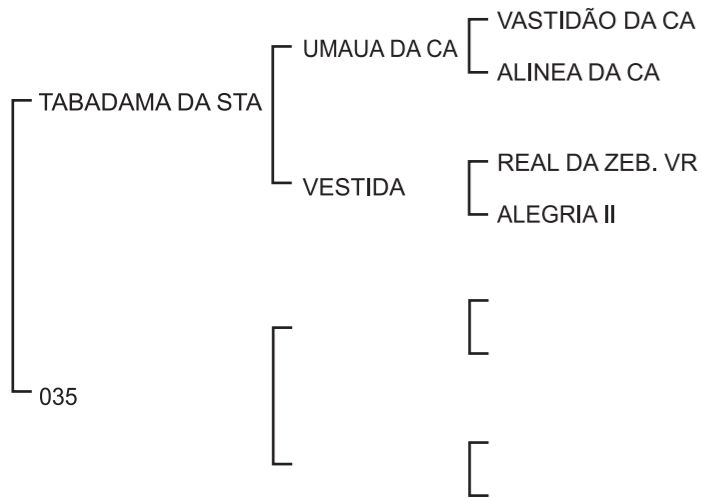 VASTIDÃO DA CA
UMAUA DA CA
ALINEA DA CA
TABADAMA DA STA
REAL DA ZEB. VR
VESTIDA
ALEGRIA II
035